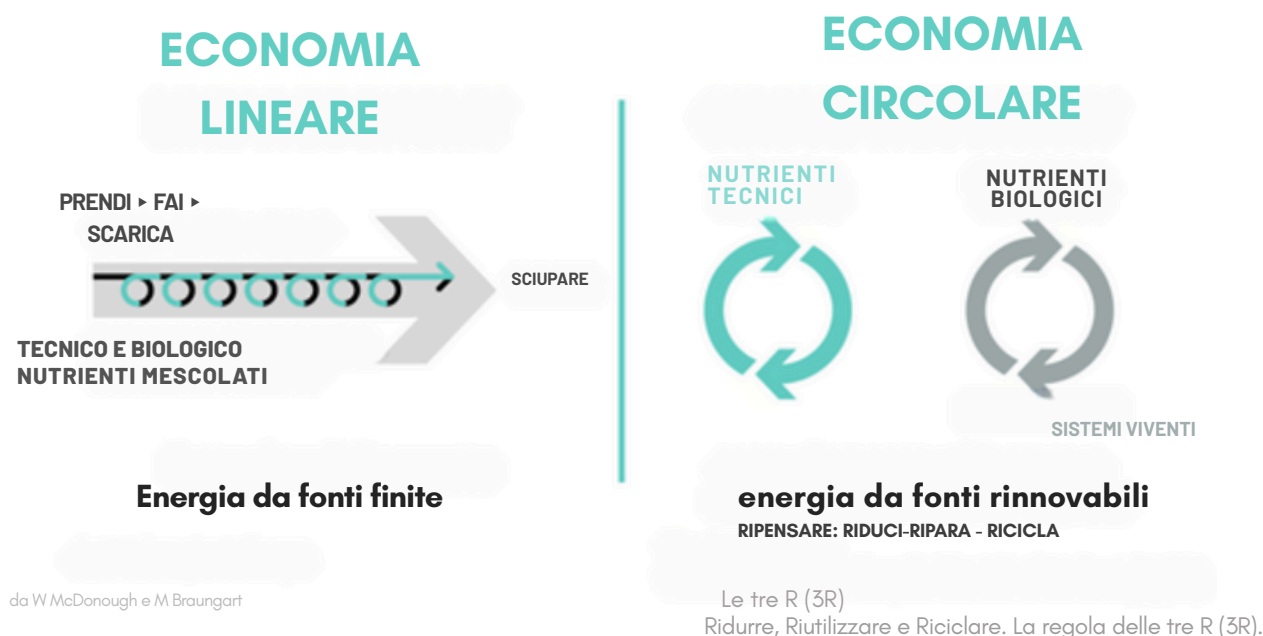 ECONOMIA
LINEARE
PRENDI ▸ FAI ▸
SCARICA
SCIUPARE
TECNICO E BIOLOGICO
NUTRIENTI MESCOLATI
Energia da fonti finite
da W McDonough e M Braungart
ECONOMIA
CIRCOLARE
NUTRIENTI
TECNICI
NUTRIENTI
BIOLOGICI
SISTEMI VIVENTI
energia da fonti rinnovabili
RIPENSARE: RIDUCI-RIPARA - RICICLA
Le tre R (3R)
Ridurre, Riutilizzare e Riciclare. La regola delle tre R (3R).